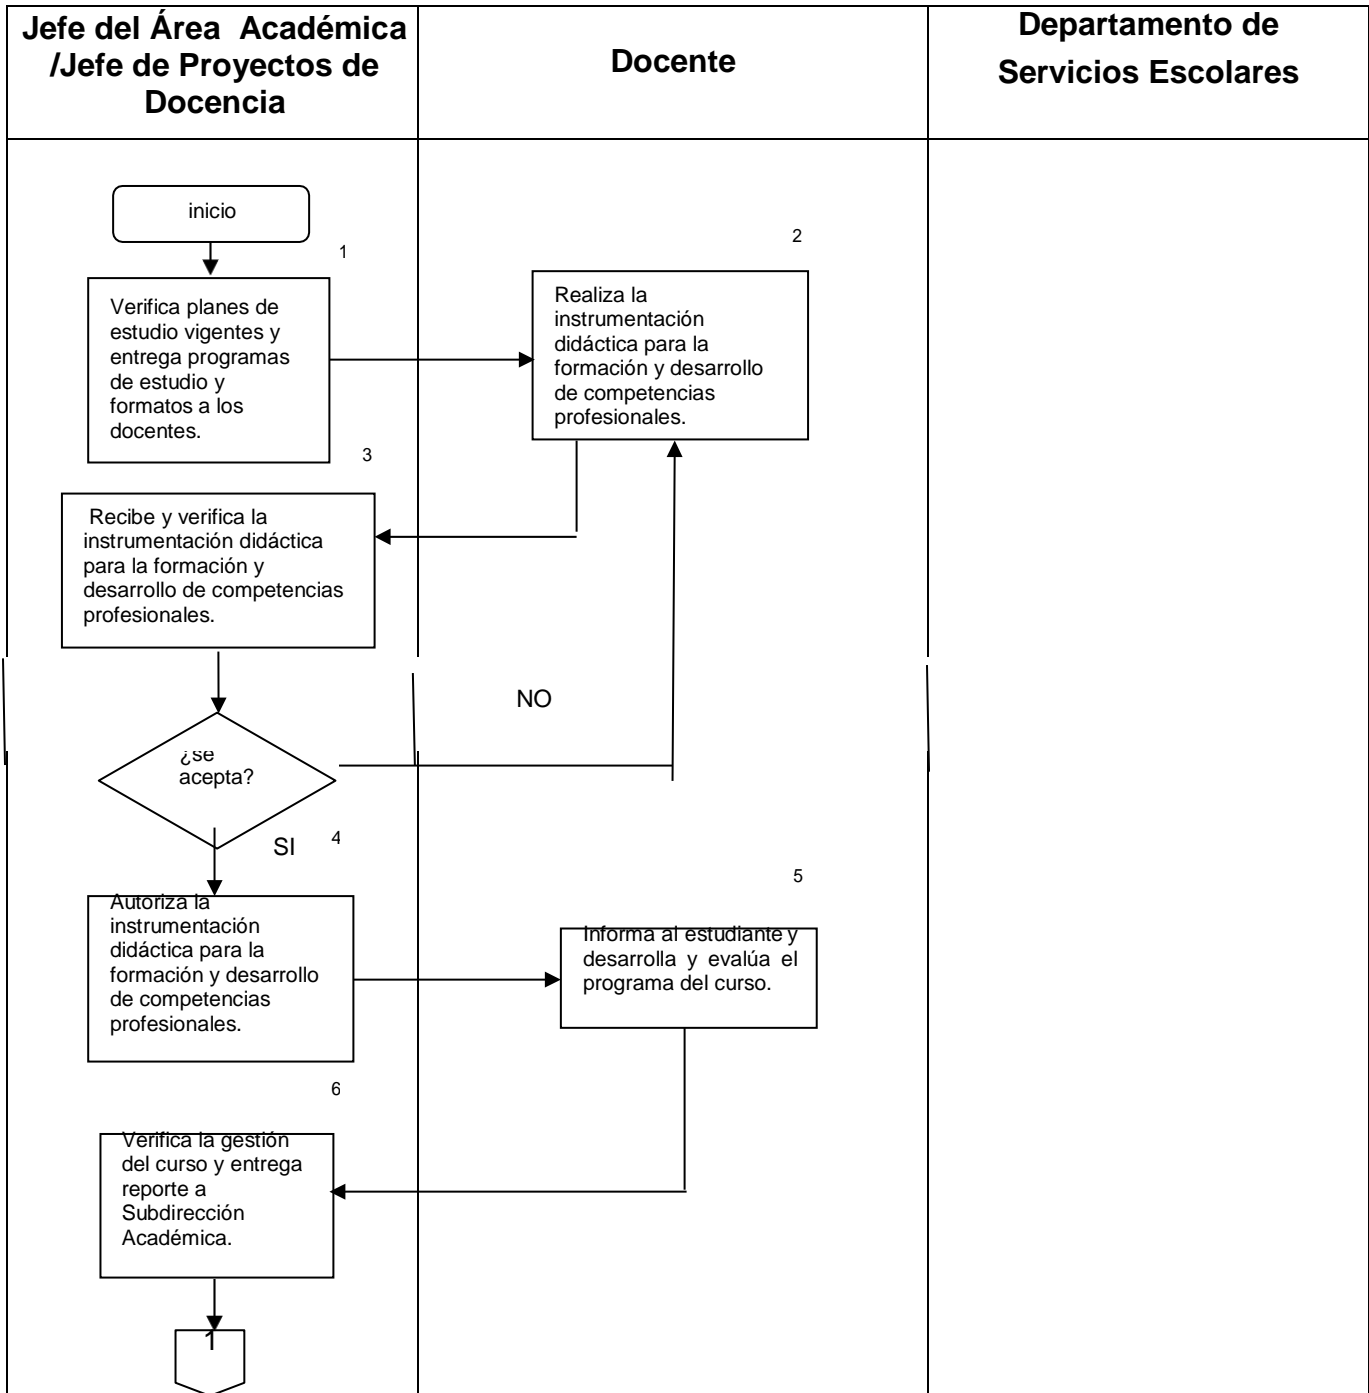 Jefe del Área Académica
/Jefe de Proyectos de
Docencia
Docente
Departamento de
Servicios Escolares
inicio
1
Verifica planes de
estudio vigentes y
entrega programas
de estudio y
formatos a los
docentes.
2
Realiza la
instrumentación
didáctica para la
formación y desarrollo
de competencias
profesionales.
3
Recibe y verifica la
instrumentación didáctica
para la formación y
desarrollo de competencias
profesionales.
NO
¿se
acepta?
SI
4
Autoriza la
instrumentación
didáctica para la
formación y desarrollo
de competencias
profesionales.
5
Informa al estudiante y
desarrolla y evalúa el
programa del curso.
6
Verifica la gestión
del curso y entrega
reporte a
Subdirección
Académica.
1